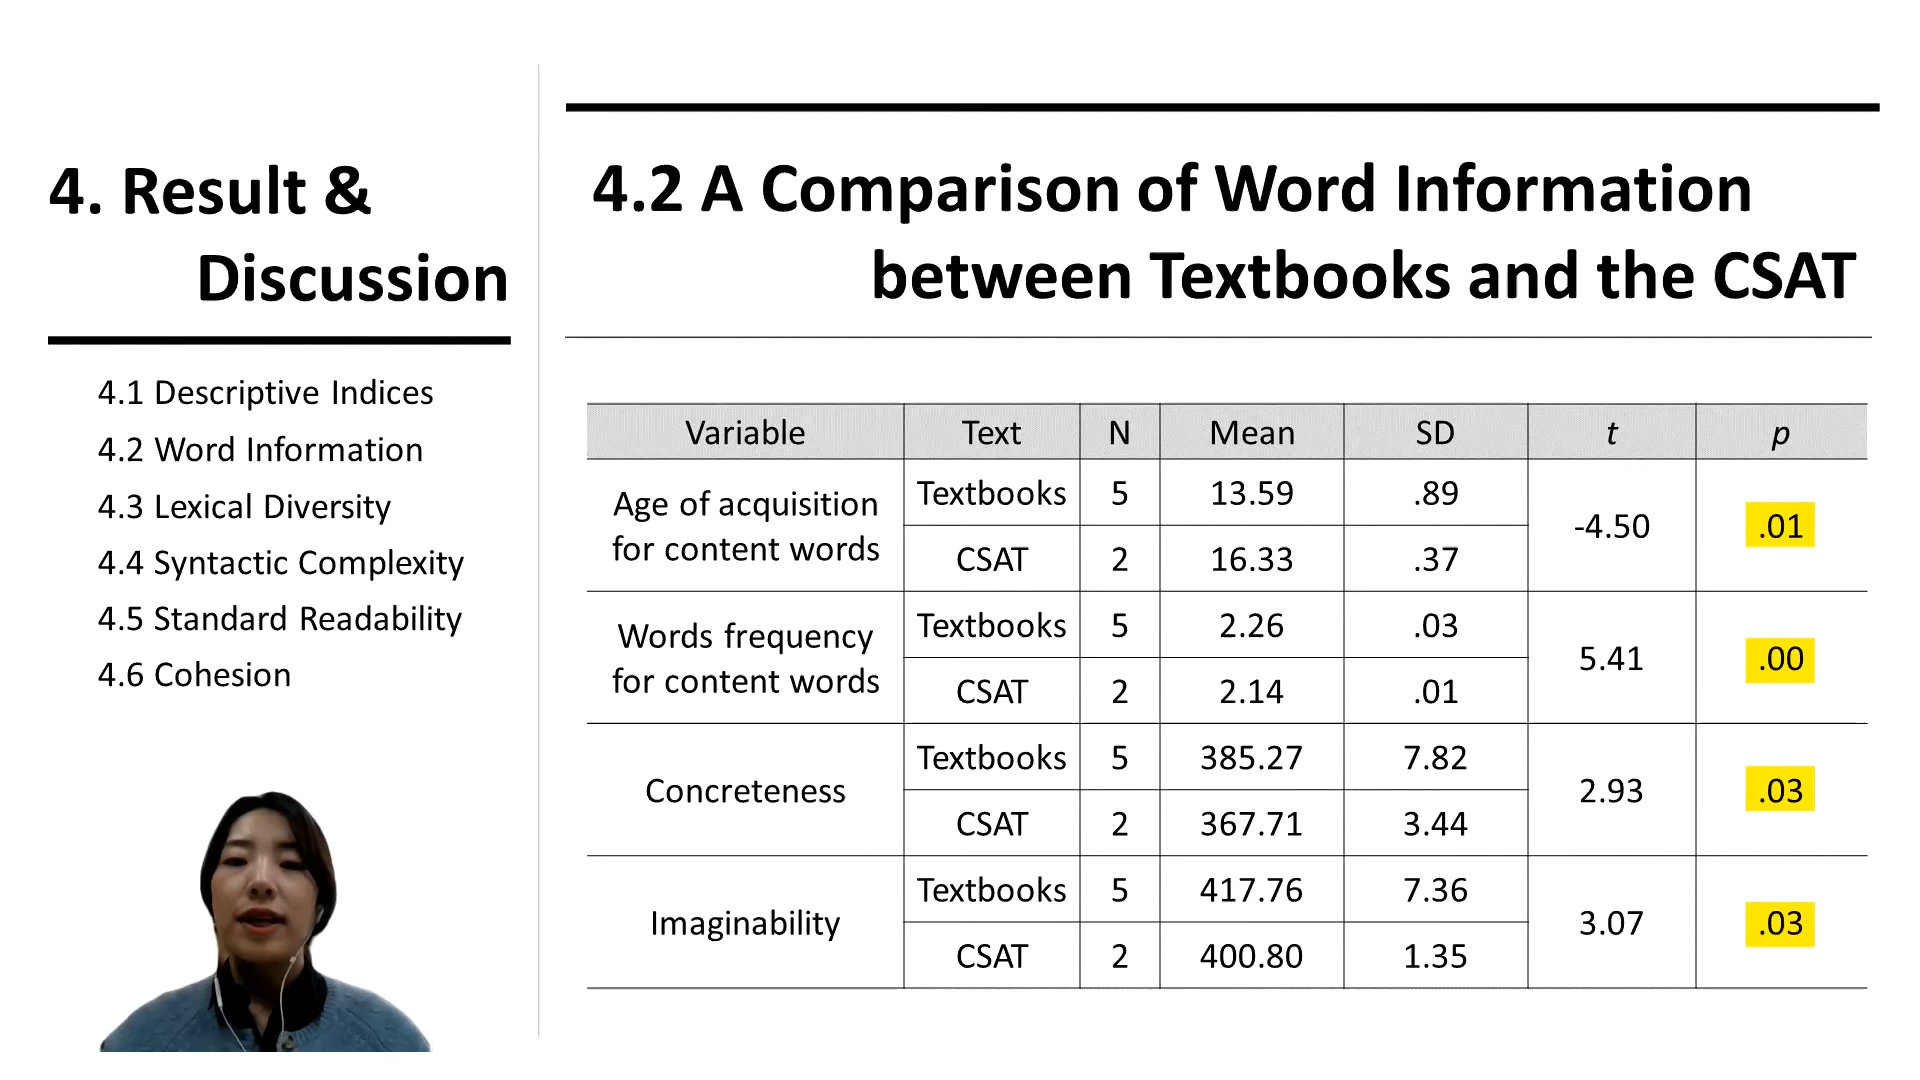 4. Result &
Discussion
4.1 Descriptive Indices
4.2 Word Information
4.3 Lexical Diversity
4.4 Syntactic Complexity
4.5 Standard Readability
4.6 Cohesion
4.2 A Comparison of Word Information
between Textbooks and the CSAT
Variable Text N Mean SD t p
Age of acquisition
for content words
Textbooks 5 13.59 .89
CSAT 2 16.33 .37
-4.50 .01
Words frequency
for content words
Textbooks 5 2.26 .03
CSAT 2 2.14 .01
5.41 .00
Concreteness
Textbooks 5 385.27 7.82
CSAT 2 367.71 3.44
2.93 .03
Imaginability
Textbooks 5 417.76 7.36
CSAT 2 400.80 1.35
3.07 .03